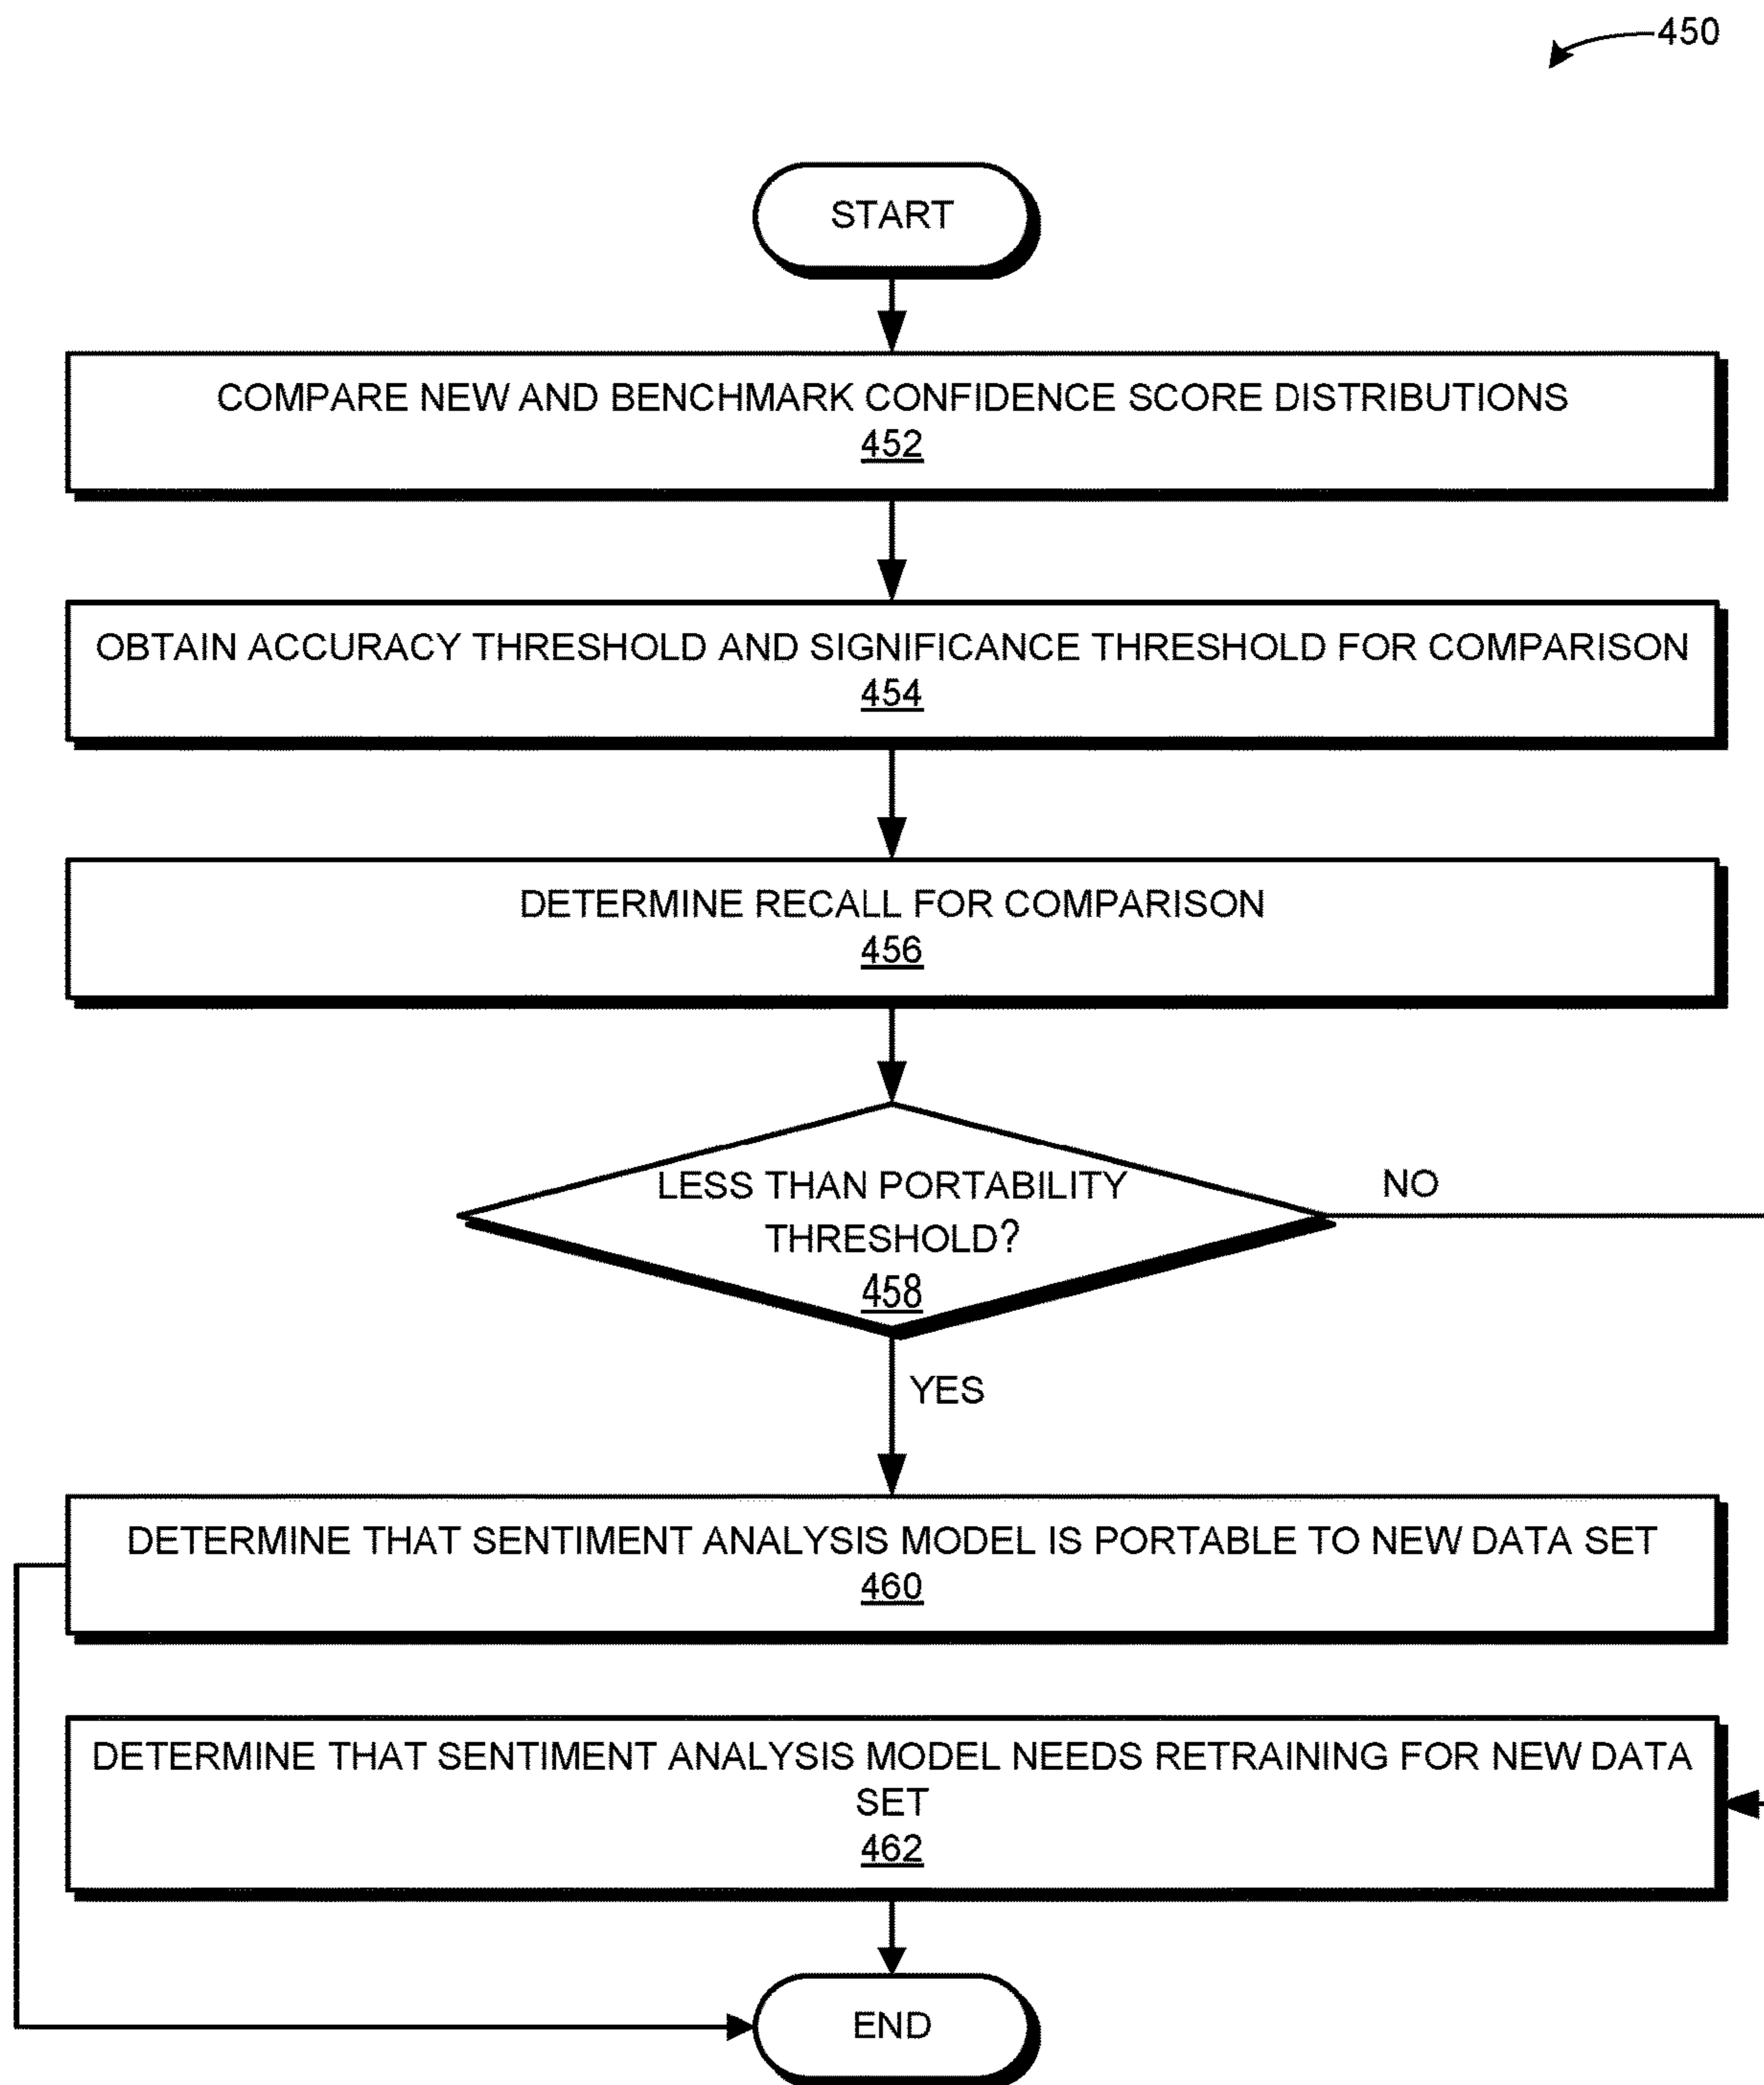 450
START
COMPARE NEW AND BENCHMARK CONFIDENCE SCORE DISTRIBUTIONS
452
OBTAIN ACCURACY THRESHOLD AND SIGNIFICANCE THRESHOLD FOR COMPARISON
454
DETERMINE RECALL FOR COMPARISON
456
LESS THAN PORTABILITY
THRESHOLD?
458
NO
YES
DETERMINE THAT SENTIMENT ANALYSIS MODEL IS PORTABLE TO NEW DATA SET
460
DETERMINE THAT SENTIMENT ANALYSIS MODEL NEEDS RETRAINING FOR NEW DATA
SET
462
END